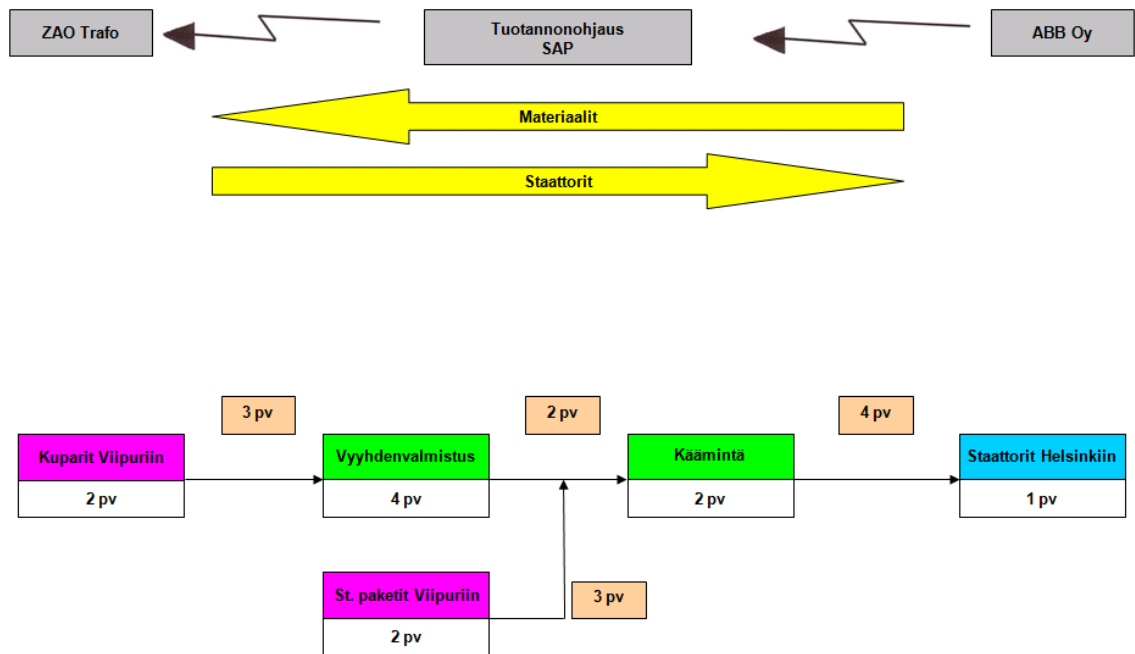 ZAO Trafo
Tuotannonohjaus
SAP
ABB Oy
Materiaalit
Staattorit
3 pv
2 pv
4 pv
Kuparit Viipuriin
Vyyhdenvalmistus
Käämintä
Staattorit Helsinkiin
2 pv
4 pv
2 pv
1 pv
St. paketit Viipuriin
3 pv
2 pv